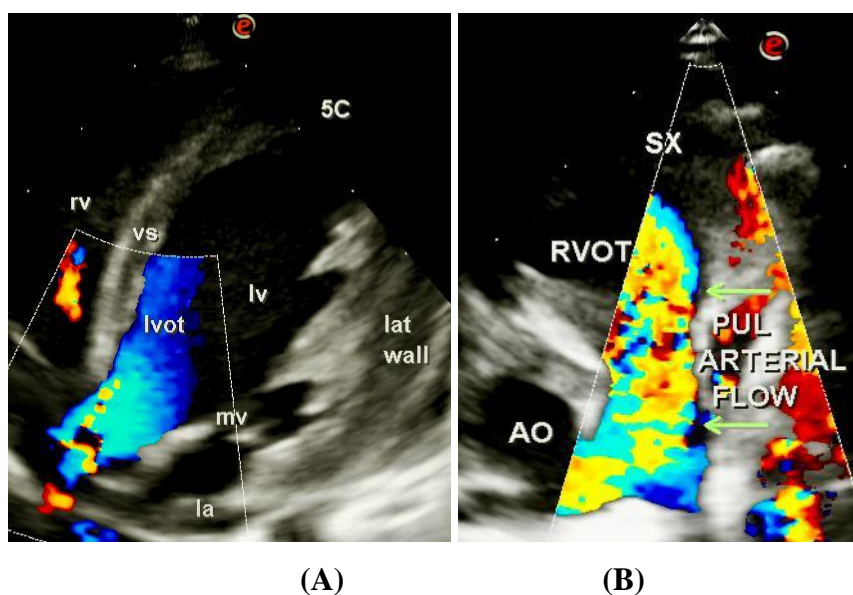 e
5C
rv
vs
lv
lvot
lat
wall
mv
la
e
SX
RVOT
PUL
ARTERIAL
FLOW
AO
(A)
(B)